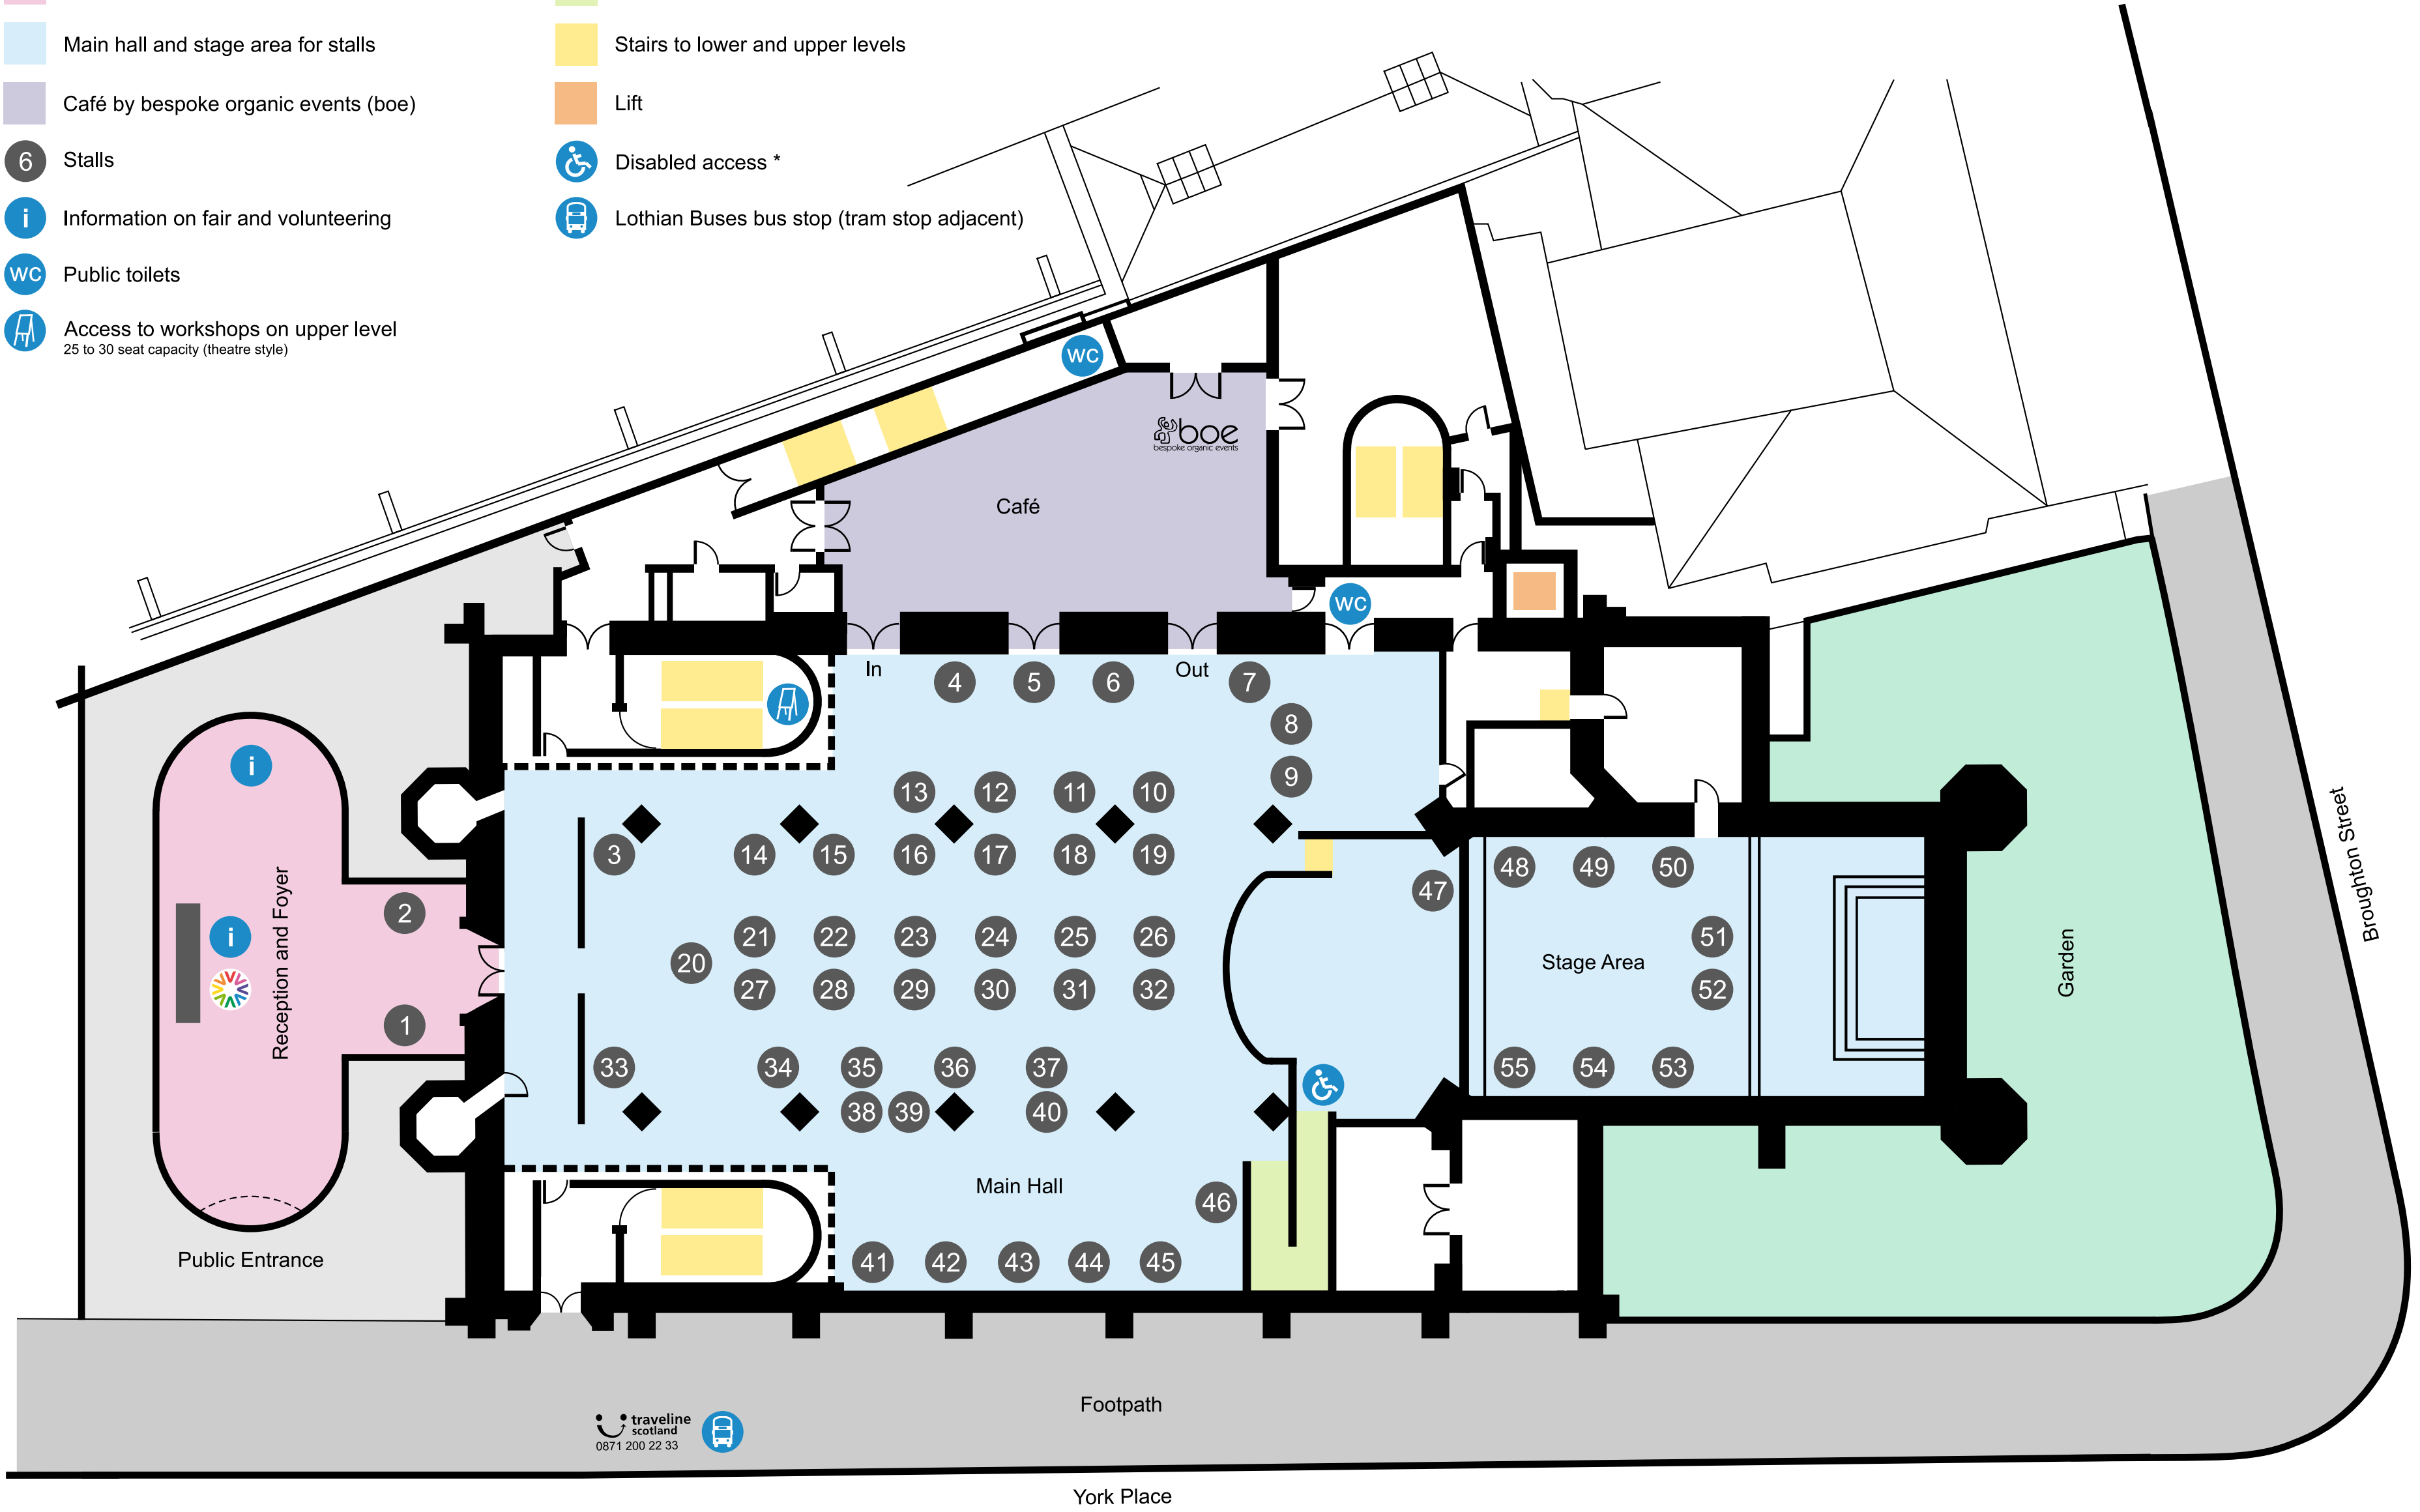 Main hall and stage area for stalls
Café by bespoke organic events (boe)
6 Stalls
i Information on fair and volunteering
WC Public toilets
Access to workshops on upper level
25 to 30 seat capacity (theatre style)
Stairs to lower and upper levels
Lift
Disabled access *
Lothian Buses bus stop (tram stop adjacent)
WC
boe
bespoke organic events
Café
WC
In
Out
4 5 6 7
8
9
i
13 12 11 10
3 14 15 16 17 18 19
47 48 49 50
2
i
Reception and Foyer
1
20
21 22 23 24 25 26
27 28 29 30 31 32
Stage Area
51
52
33 34 35 36 37
38 39 40
55 54 53
Main Hall
46
41 42 43 44 45
Public Entrance
Garden
Broughton Street
traveline
scotland
0871 200 22 33
Footpath
York Place